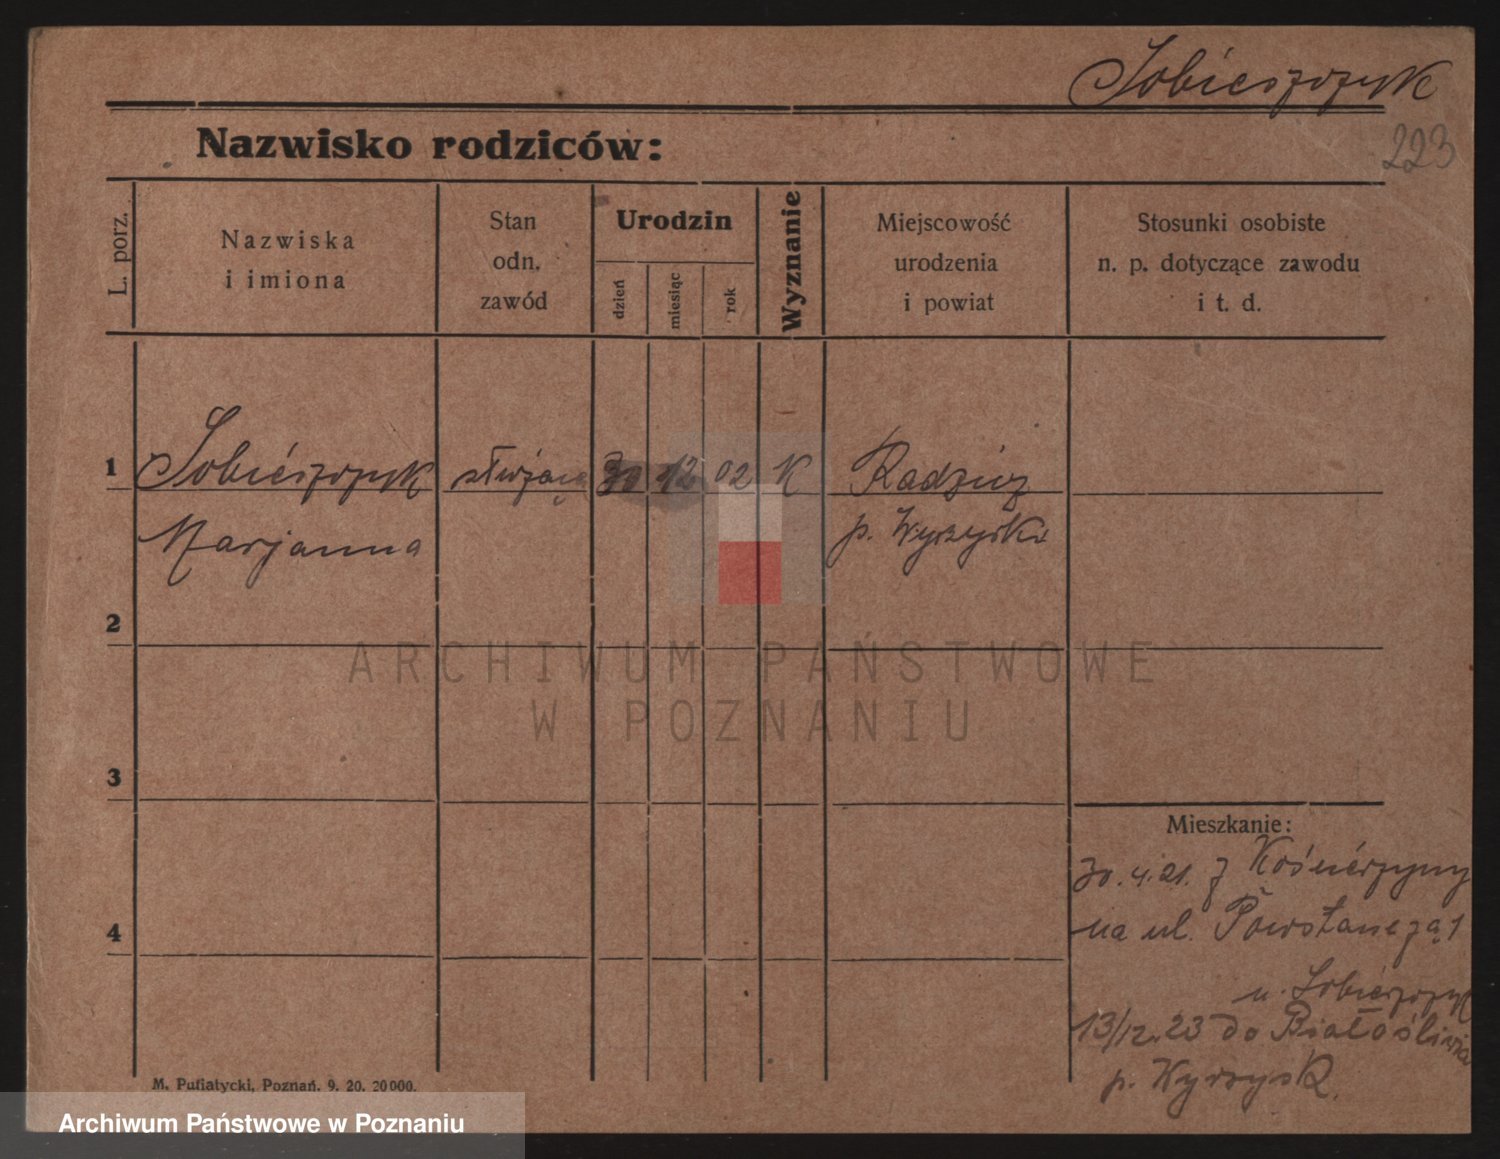 Sobieszczyk
223
Nazwisko rodziców:
L. porz.
Nazwiska
i imiona
Stan
odn.
zawód
Urodzin
dzień
miesiąc
rok
Wyznanie
Miejscowość
urodzenia
i powiat
Stosunki osobiste
n. p. dotyczące zawodu
i t. d.
1
Sobieszczyk
służąca
30
12
02
K
Radzicz
Marjanna
p. Wyrzyski
2
3
4
Mieszkanie:
30.4.21. z Kościerzyny
na ul. Powstańczą 1
u. Sobieszczyk
13/12.23 do Białośliwia
p. Wyrzysk.
M. Putiatycki, Poznań. 9. 20. 20000.
ARCHIWUM PAŃSTWOWE
W POZNANIU
Archiwum Państwowe w Poznaniu